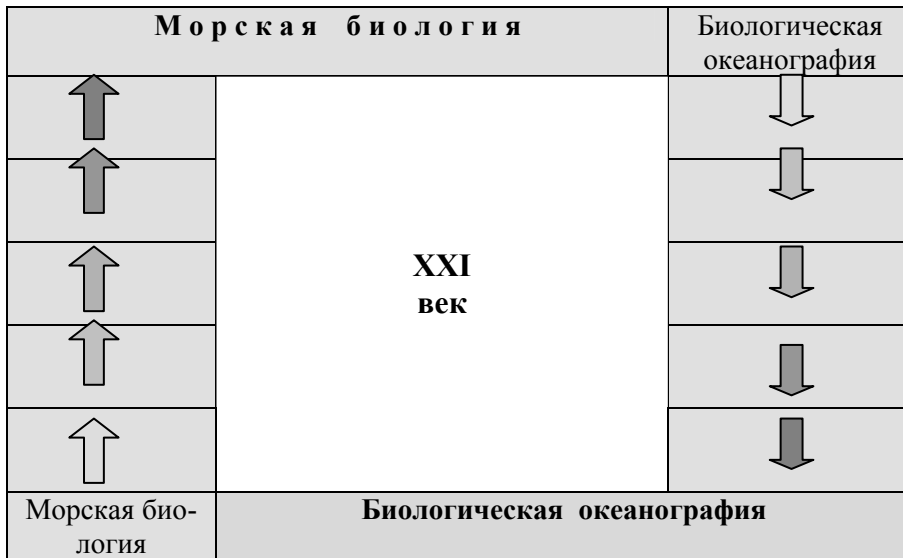 Морская биология
Биологическая
океанография
XXI
век
Морская био-
логия
Биологическая океанография